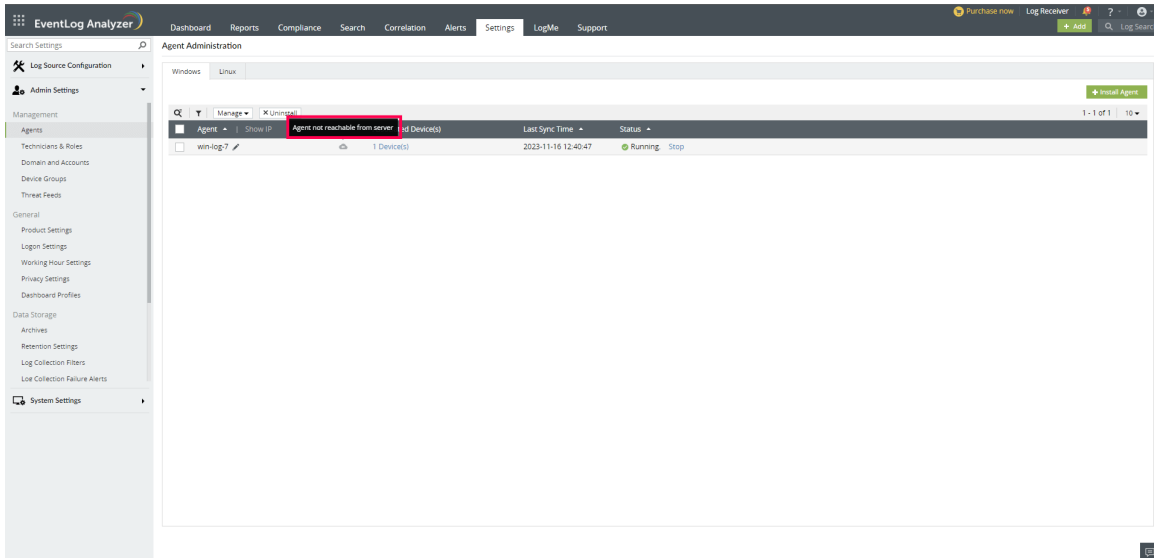 Purchase now Log Receiver ?
EventLog Analyzer
Dashboard Reports Compliance Search Correlation Alerts Settings LogMe Support
+ Add Log Searc
Search Settings
Agent Administration
Log Source Configuration
Windows Linux
Admin Settings
+ Install Agent
Management
Manage Uninstall 1 - 1 of 1 10
Agents
Agent | Show IP Agent not reachable from server ed Device(s) Last Sync Time Status
win-log-7 1 Device(s) 2023-11-16 12:40:47 Running. Stop
Technicians & Roles
Domain and Accounts
Device Groups
Threat Feeds
General
Product Settings
Logon Settings
Working Hour Settings
Privacy Settings
Dashboard Profiles
Data Storage
Archives
Retention Settings
Log Collection Filters
Log Collection Failure Alerts
System Settings